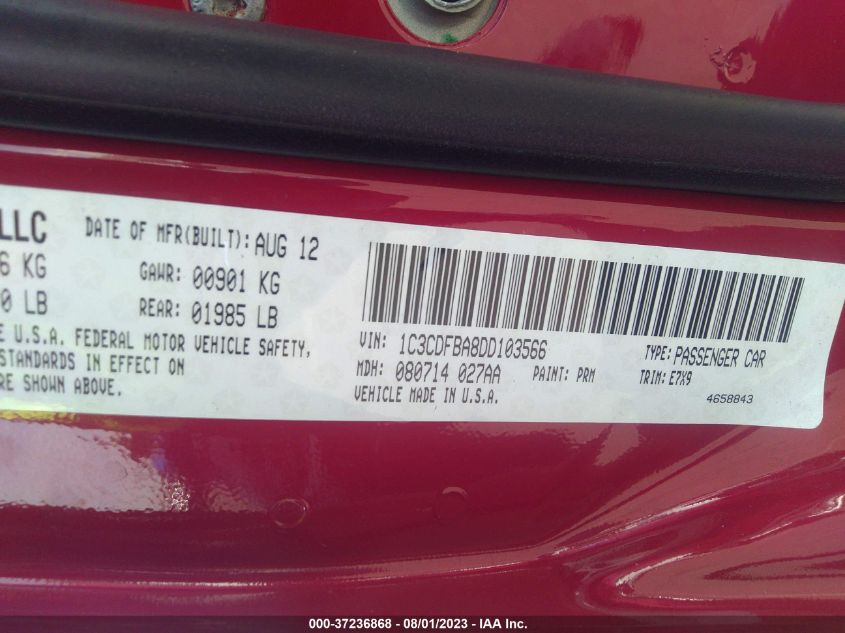 LLC
DATE OF MFR(BUILT): AUG 12
6 KG
GAWR: 00901 KG
0 LB
REAR: 01985 LB
E U.S.A. FEDERAL MOTOR VEHICLE SAFETY,
STANDARDS IN EFFECT ON
RE SHOWN ABOVE.
VIN: 1C3CDFBA8DD103566
TYPE: PASSENGER CAR
MDH: 080714 027AA
PAINT: PRM
TRIM: E7X9
VEHICLE MADE IN U.S.A.
4658843
000-37236868 - 08/01/2023 - IAA Inc.